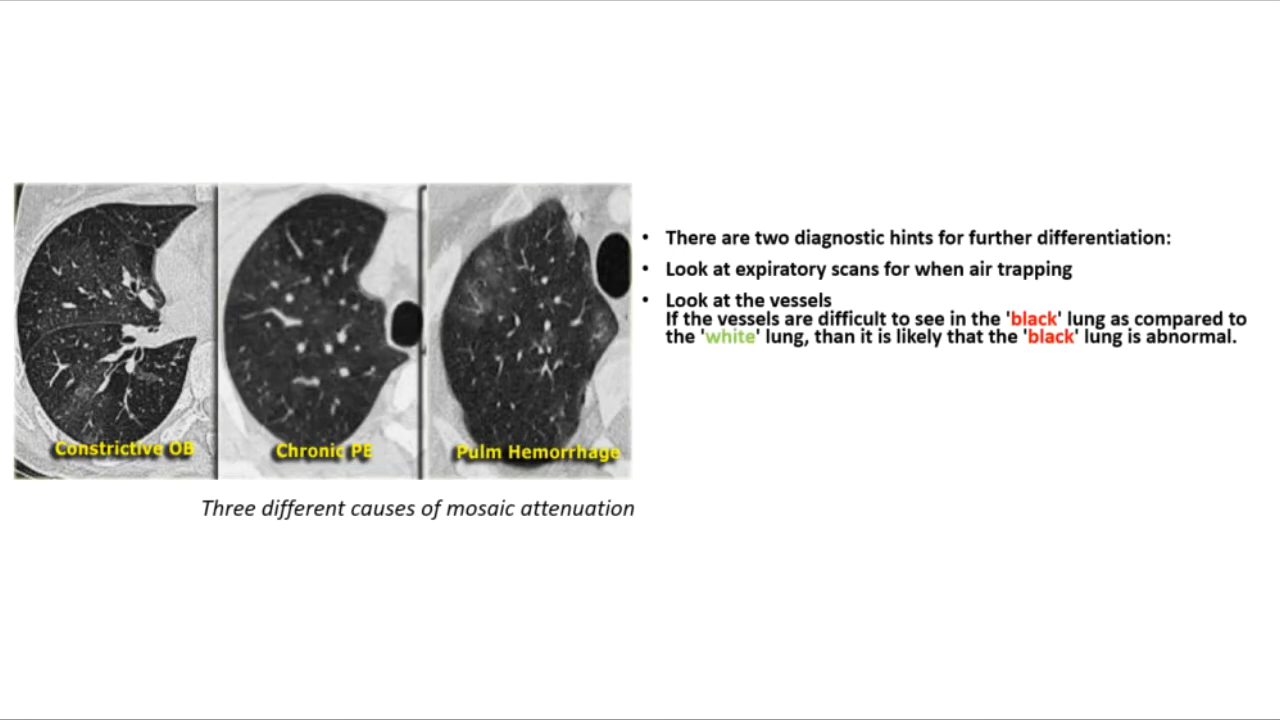 Constrictive OB
Chronic PE
Pulm Hemorrhage
Three different causes of mosaic attenuation
• There are two diagnostic hints for further differentiation:
• Look at expiratory scans for when air trapping
• Look at the vessels
If the vessels are difficult to see in the 'black' lung as compared to
the 'white' lung, than it is likely that the 'black' lung is abnormal.